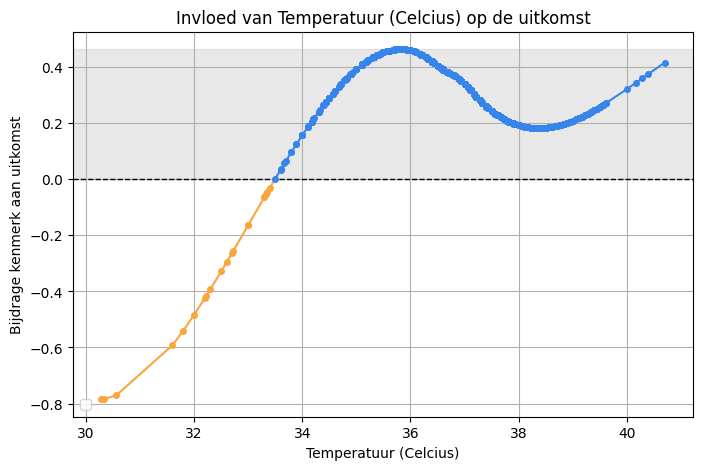 Invloed van Temperatuur (Celcius) op de uitkomst
Bijdrage kenmerk aan uitkomst
0.4
0.2
0.0
−0.2
−0.4
−0.6
−0.8
30 32 34 36 38 40
Temperatuur (Celcius)